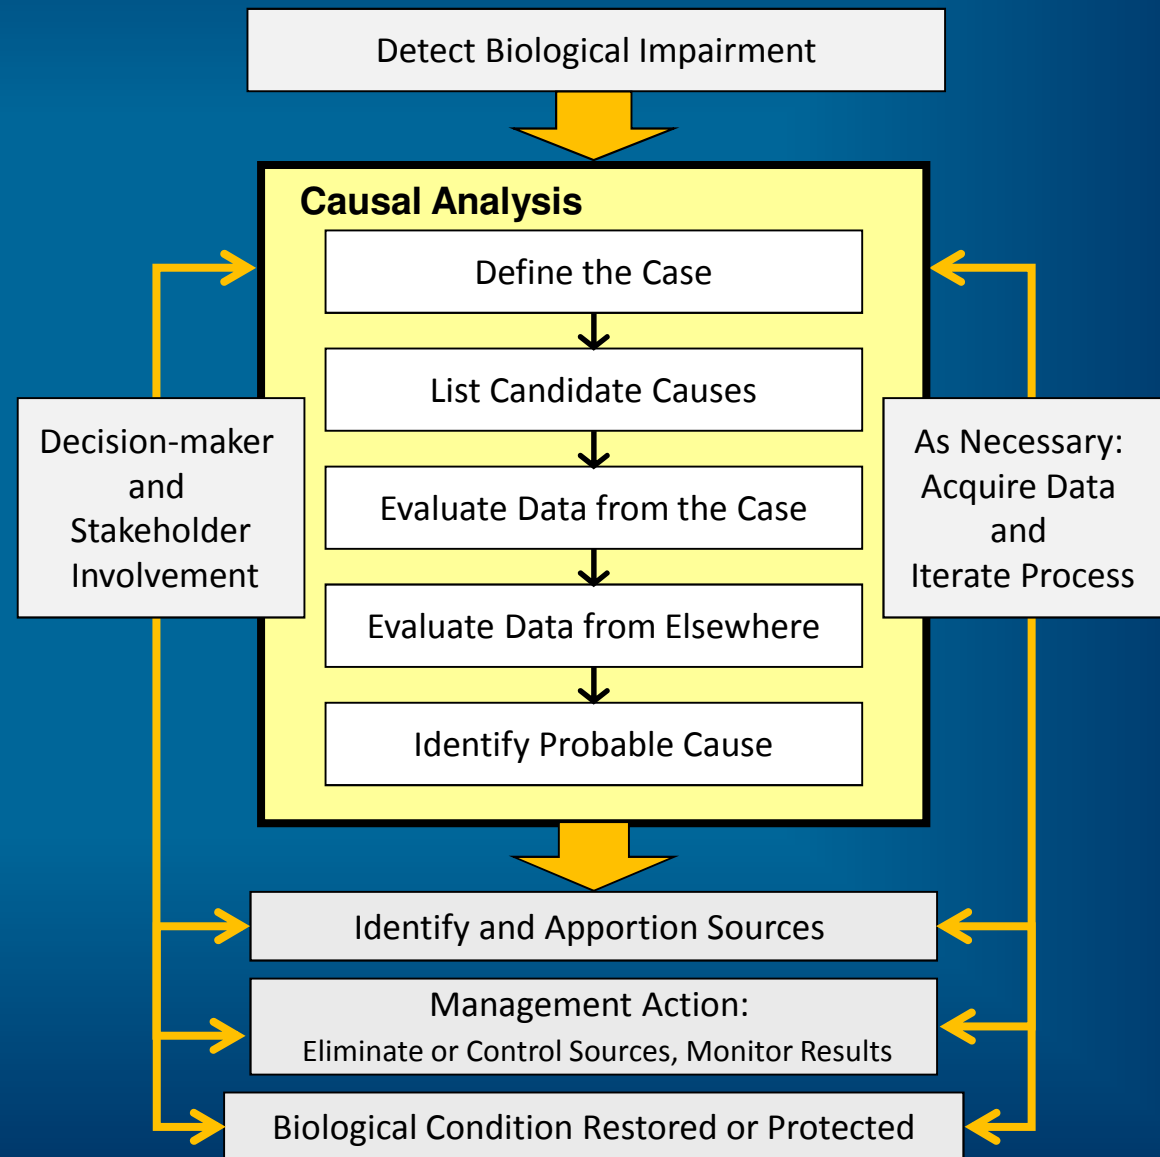 Detect Biological Impairment
Causal Analysis
Define the Case
List Candidate Causes
Evaluate Data from the Case
Evaluate Data from Elsewhere
Identify Probable Cause
Decision-maker
and
Stakeholder
Involvement
As Necessary:
Acquire Data
and
Iterate Process
Identify and Apportion Sources
Management Action:
Eliminate or Control Sources, Monitor Results
Biological Condition Restored or Protected